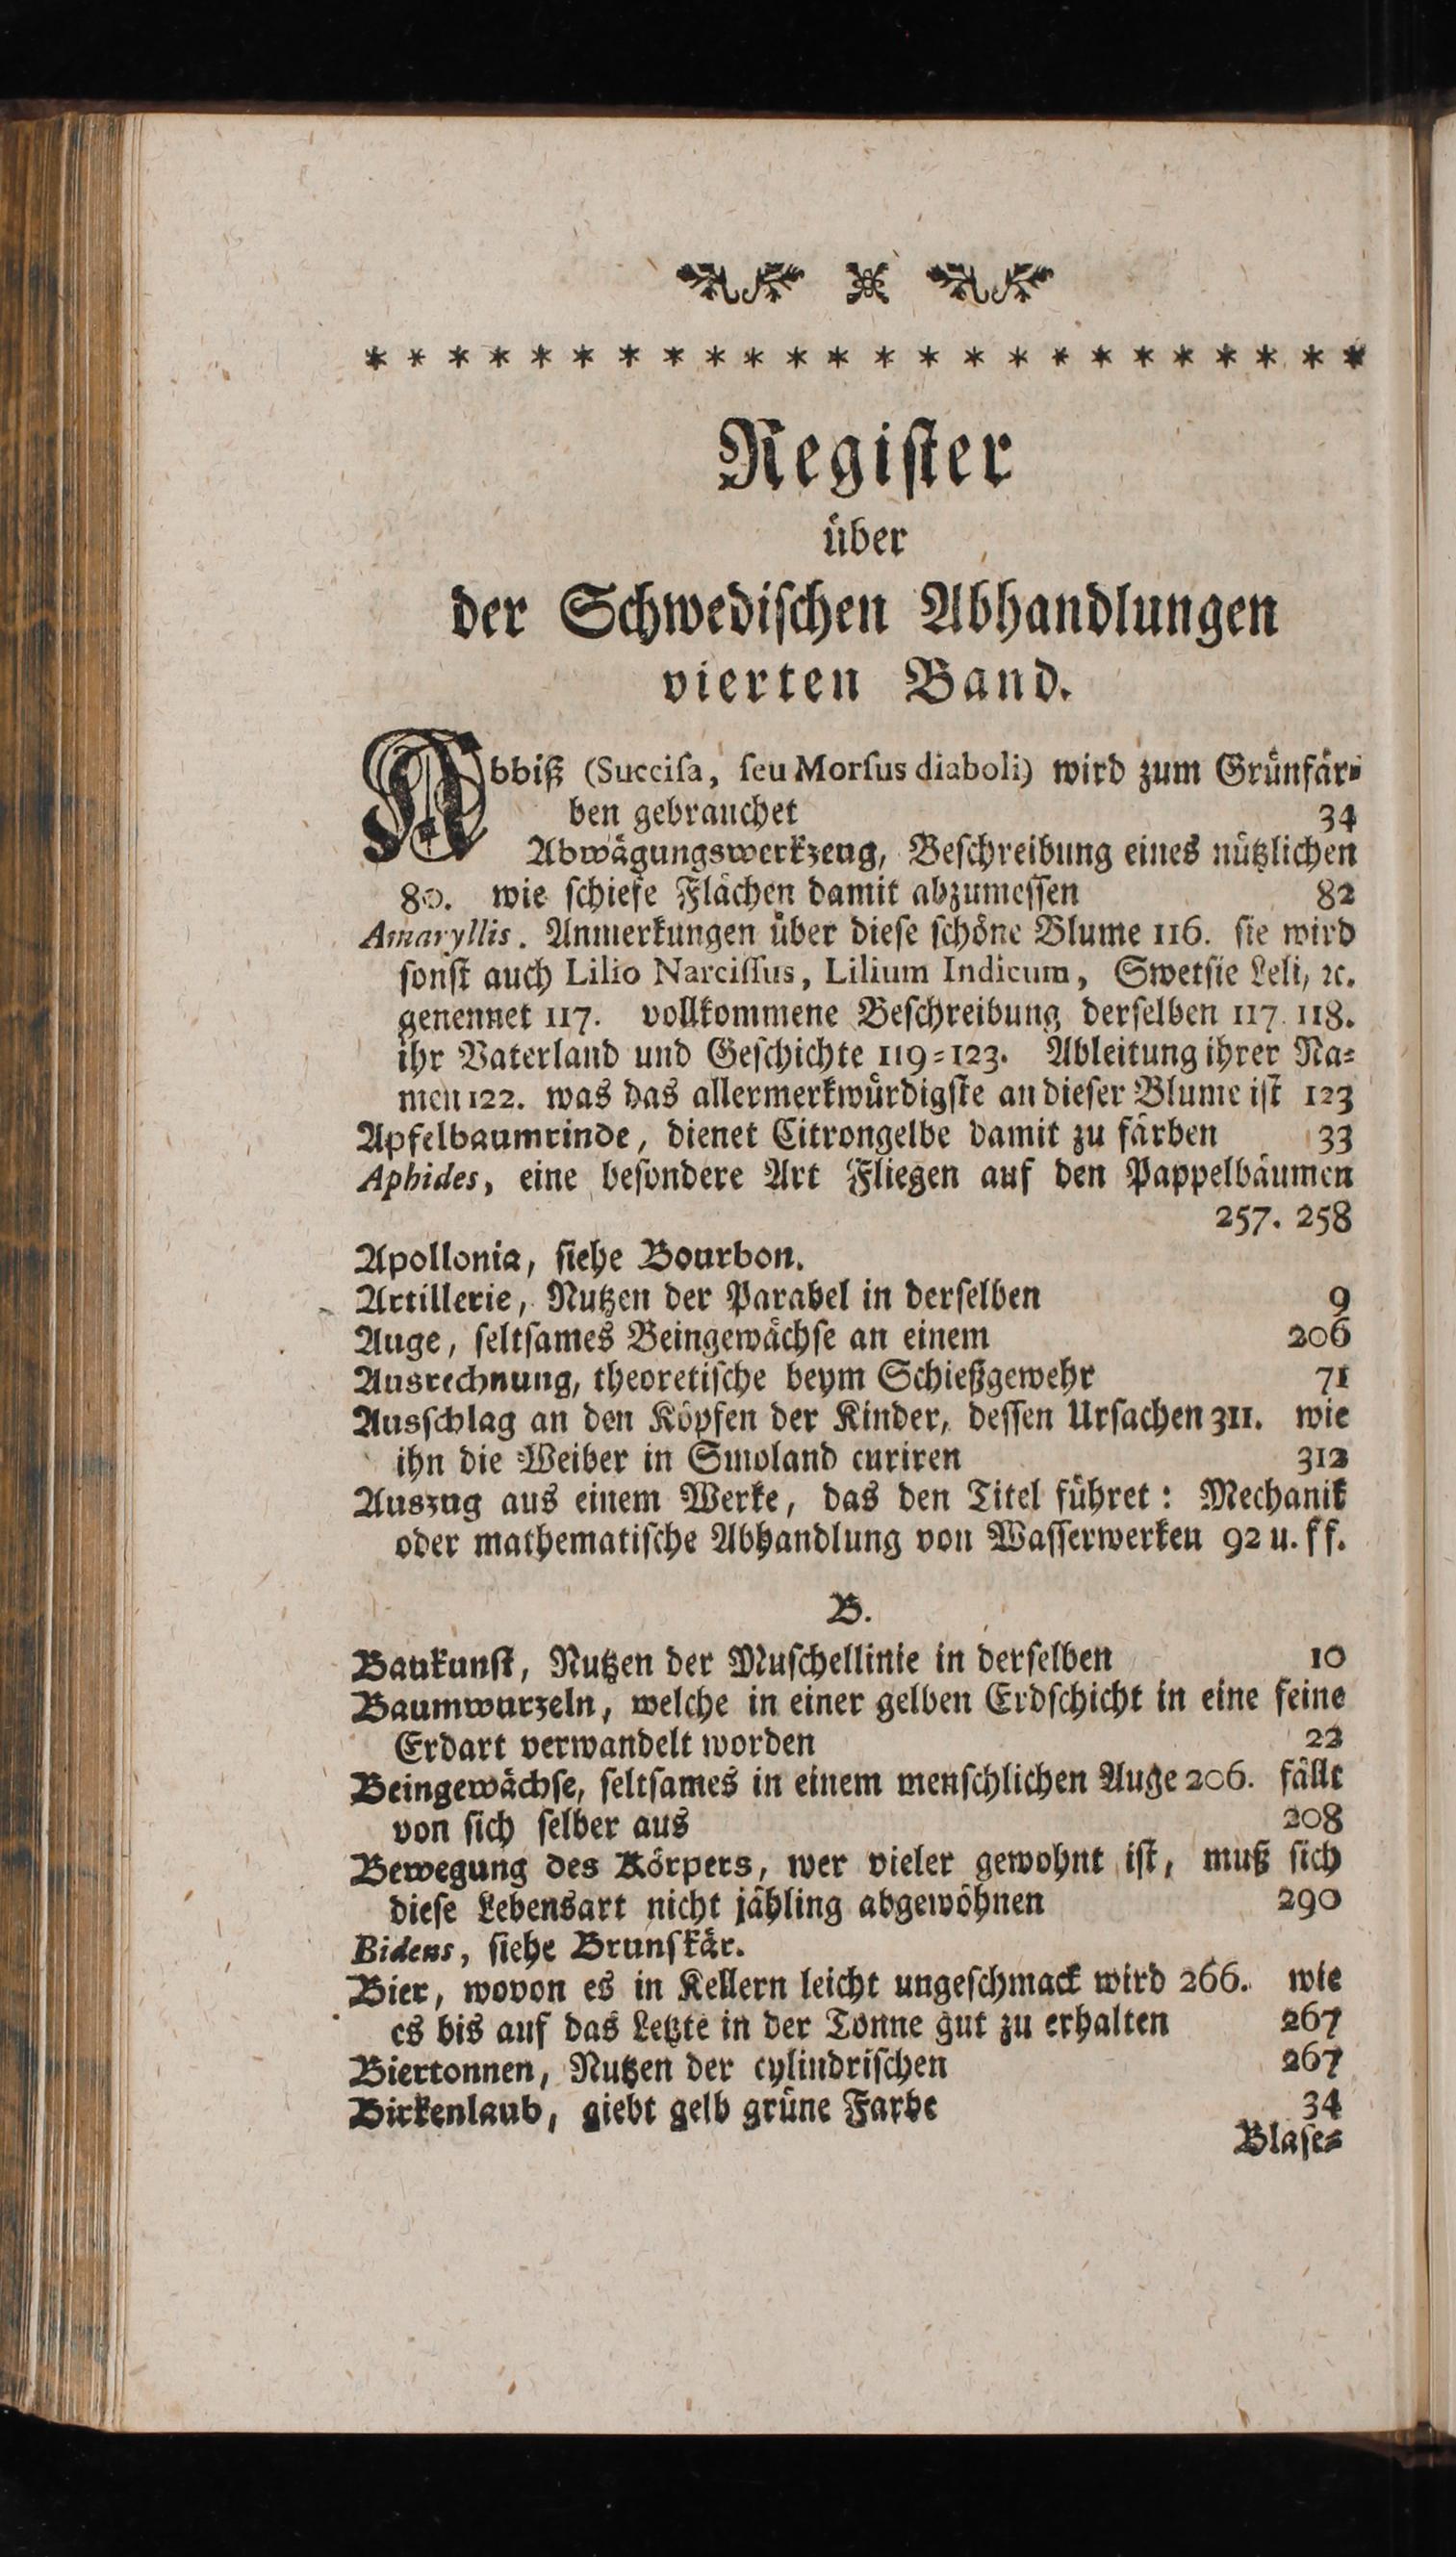 Regiſter
über
der Schwediſchen Abhandlungen
vierten Band.
Abbiß (Succiſa, ſeu Morſus diaboli) wird zum Grünfär⸗
ben gebrauchet 34
Abwägungswerkzeug, Beſchreibung eines nützlichen
80. wie ſchiefe Flächen damit abzumeſſen 82
Amaryllis. Anmerkungen über dieſe ſchöne Blume 116. ſie wird
ſonſt auch Lilio Narciſſus, Lilium Indicum, Swetſie Leli, ꝛc.
genennet 117. vollkommene Beſchreibung derſelben 117. 118.
ihr Vaterland und Geſchichte 119⸗123. Ableitung ihrer Na⸗
men 122. was das allermerkwürdigſte an dieſer Blume iſt 123
Apfelbaumrinde, dienet Citrongelbe damit zu färben 33
Aphides, eine beſondere Art Fliegen auf den Pappelbäumen
257. 258
Apollonia, ſiehe Bourbon.
Artillerie, Nutzen der Parabel in derſelben 9
Auge, ſeltſames Beingewächſe an einem 206
Ausrechnung, theoretiſche beym Schießgewehr 71
Ausſchlag an den Köpfen der Kinder, deſſen Urſachen 311. wie
ihn die Weiber in Smoland curiren 312
Auszug aus einem Werke, das den Titel führet: Mechanik
oder mathematiſche Abhandlung von Waſſerwerken 92 u. ff.
B.
Baukunſt, Nutzen der Muſchellinie in derſelben 10
Baumwurzeln, welche in einer gelben Erdſchicht in eine feine
Erdart verwandelt worden 22
Beingewächſe, ſeltſames in einem menſchlichen Auge 206. fällt
von ſich ſelber aus 208
Bewegung des Körpers, wer vieler gewohnt iſt, muß ſich
dieſe Lebensart nicht jähling abgewöhnen 290
Bidens, ſiehe Brunſkär.
Bier, wovon es in Kellern leicht ungeſchmack wird 266. wie
es bis auf das Letzte in der Tonne gut zu erhalten 267
Biertonnen, Nutzen der cylindriſchen 267
Birkenlaub, giebt gelb grüne Farbe 34
Blaſe⸗